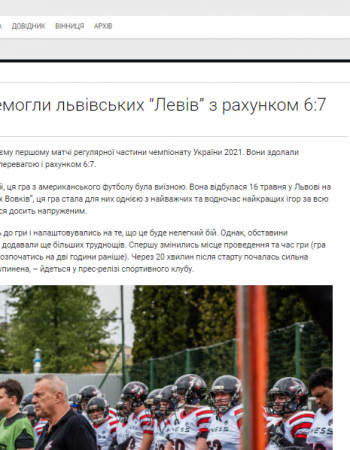 ДОВІДНИК ВІННИЦЯ АРХІВ
емогли львівських “Левів” з рахунком 6:7
єму першому матчі регулярної частини чемпіонату України 2021. Вони здолали
перевагою і рахунком 6:7.
ї, ця гра з американського футболу була виїзною. Вона відбулася 16 травня у Львові на
х Вовків”, ця гра стала для них однією з найважчих та водночас найкращих ігор за всю
ся досить напруженим.
ь до гри і налаштовувались на те, що це буде нелегкий бій. Однак, обставини
додавали ще більших труднощів. Спершу змінились місце проведення та час гри (гра
озпочатись на дві години раніше). Через 20 хвилин після старту почалась сильна
упинена, – йдеться у прес-релізі спортивного клубу.